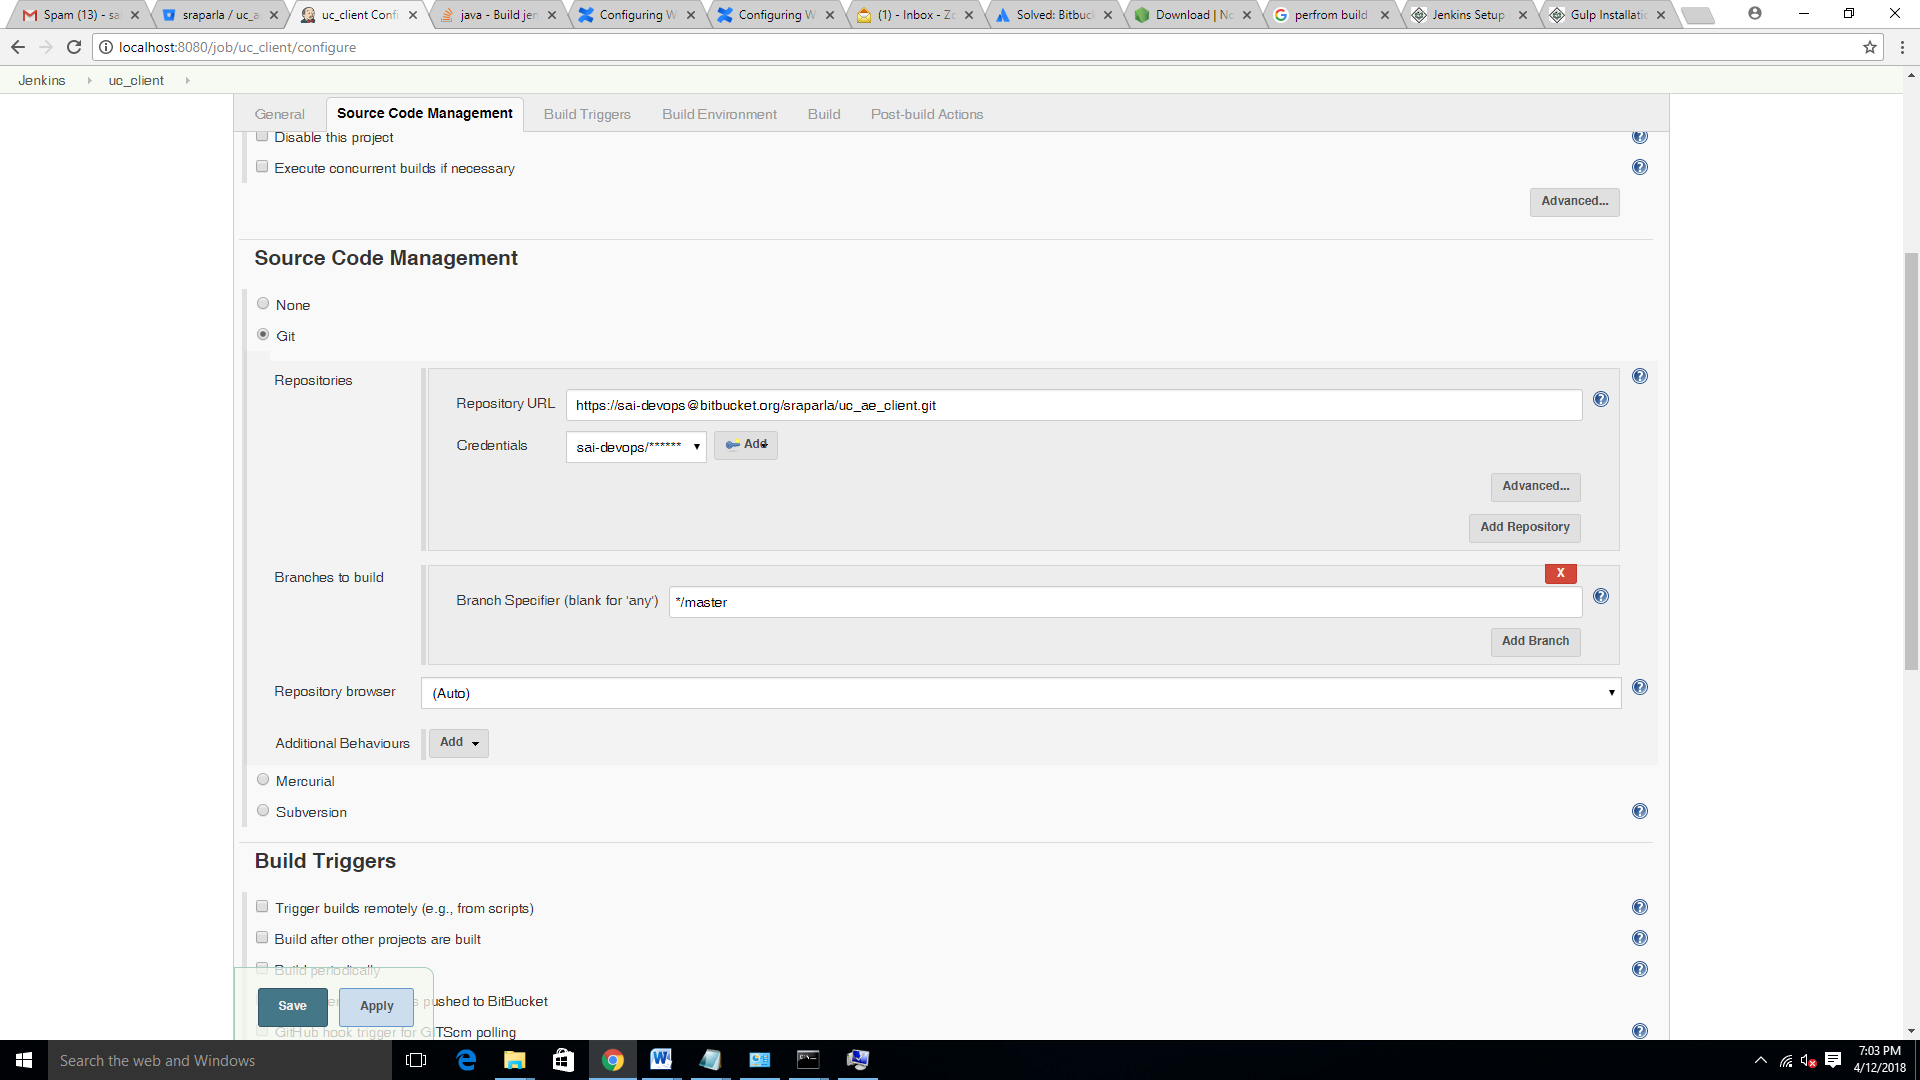 Spam (13) - sa
sraparla / uc_a
uc_client Confi
java - Build jen
Configuring W
Configuring W
(1) - Inbox - Zo
Solved: Bitbuc
Download | No
perfrom build
Jenkins Setup
Gulp Installati
localhost:8080/job/uc_client/configure
Jenkins
uc_client
General
Source Code Management
Build Triggers
Build Environment
Build
Post-build Actions
Disable this project
Execute concurrent builds if necessary
Advanced...
Source Code Management
None
Git
Repositories
Repository URL
https://sai-devops@bitbucket.org/sraparla/uc_ae_client.git
Credentials
sai-devops/******
Add
Advanced...
Add Repository
Branches to build
X
Branch Specifier (blank for 'any')
*/master
Add Branch
Repository browser
(Auto)
Additional Behaviours
Add
Mercurial
Subversion
Build Triggers
Trigger builds remotely (e.g., from scripts)
Build after other projects are built
Build periodically
pushed to BitBucket
GitHub hook trigger for GITScm polling
Save
Apply
Search the web and Windows
7:03 PM
4/12/2018